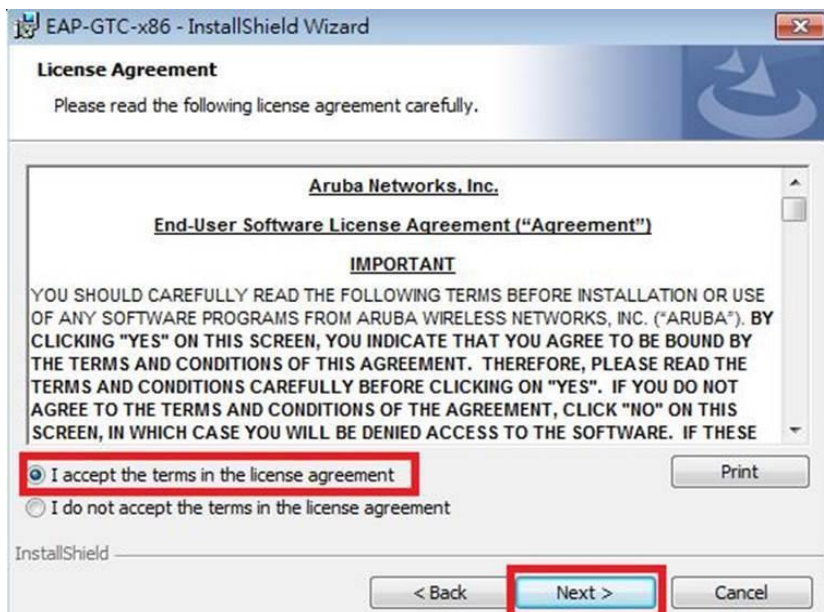 EAP-GTC-x86 - InstallShield Wizard
License Agreement
Please read the following license agreement carefully.
Aruba Networks, Inc.
End-User Software License Agreement (“Agreement”)
IMPORTANT
YOU SHOULD CAREFULLY READ THE FOLLOWING TERMS BEFORE INSTALLATION OR USE
OF ANY SOFTWARE PROGRAMS FROM ARUBA WIRELESS NETWORKS, INC. (“ARUBA”). BY
CLICKING "YES" ON THIS SCREEN, YOU INDICATE THAT YOU AGREE TO BE BOUND BY
THE TERMS AND CONDITIONS OF THIS AGREEMENT. THEREFORE, PLEASE READ THE
TERMS AND CONDITIONS CAREFULLY BEFORE CLICKING ON "YES". IF YOU DO NOT
AGREE TO THE TERMS AND CONDITIONS OF THE AGREEMENT, CLICK "NO" ON THIS
SCREEN, IN WHICH CASE YOU WILL BE DENIED ACCESS TO THE SOFTWARE. IF THESE
I accept the terms in the license agreement
Print
I do not accept the terms in the license agreement
InstallShield
< Back
Next >
Cancel